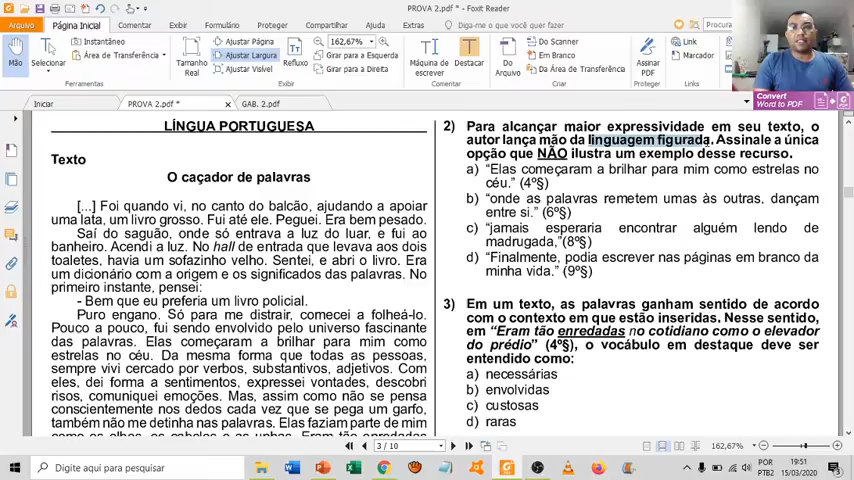 PROVA 2.pdf * - Foxit Reader
Arquivo
Página Inicial
Comentar
Exibir
Formulário
Proteger
Compartilhar
Ajuda
Extras
Diga-me o que você quer fazer
Procura
Mão
Selecionar
Instantâneo
Área de Transferência
Ferramentas
Tamanho Real
Ajustar Página
Ajustar Largura
Ajustar Visível
Refluxo
162,67%
Girar para a Esquerda
Girar para a Direita
Exibir
Máquina de escrever
Destacar
Comentar
Do Arquivo
Do Scanner
Em Branco
Da Área de Transferência
Criar
Assinar PDF
Proteger
Link
Marcador
Convert
Word to PDF
Iniciar
PROVA 2.pdf *
GAB. 2.pdf
LÍNGUA PORTUGUESA
Texto
O caçador de palavras
[...] Foi quando vi, no canto do balcão, ajudando a apoiar
uma lata, um livro grosso. Fui até ele. Peguei. Era bem pesado.
Saí do saguão, onde só entrava a luz do luar, e fui ao
banheiro. Acendi a luz. No hall de entrada que levava aos dois
toaletes, havia um sofazinho velho. Sentei, e abri o livro. Era
um dicionário com a origem e os significados das palavras. No
primeiro instante, pensei:
- Bem que eu preferia um livro policial.
Puro engano. Só para me distrair, comecei a folheá-lo.
Pouco a pouco, fui sendo envolvido pelo universo fascinante
das palavras. Elas começaram a brilhar para mim como
estrelas no céu. Da mesma forma que todas as pessoas,
sempre vivi cercado por verbos, substantivos, adjetivos. Com
eles, dei forma a sentimentos, expressei vontades, descobri
risos, comuniquei emoções. Mas, assim como não se pensa
conscientemente nos dedos cada vez que se pega um garfo,
também não me detinha nas palavras. Elas faziam parte de mim
como os olhos, os cabelos e as unhas. Eram tão enredadas
2) Para alcançar maior expressividade em seu texto, o
autor lança mão da linguagem figurada. Assinale a única
opção que NÃO ilustra um exemplo desse recurso.
a) “Elas começaram a brilhar para mim como estrelas no
céu.” (4º§)
b) “onde as palavras remetem umas às outras, dançam
entre si.” (6º§)
c) “jamais esperaria encontrar alguém lendo de
madrugada,”(8º§)
d) “Finalmente, podia escrever nas páginas em branco da
minha vida.” (9º§)
3) Em um texto, as palavras ganham sentido de acordo
com o contexto em que estão inseridas. Nesse sentido,
em “Eram tão enredadas no cotidiano como o elevador
do prédio” (4º§), o vocábulo em destaque deve ser
entendido como:
a) necessárias
b) envolvidas
c) custosas
d) raras
3 / 10
162,67%
Digite aqui para pesquisar
POR
PTB2
19:51
15/03/2020